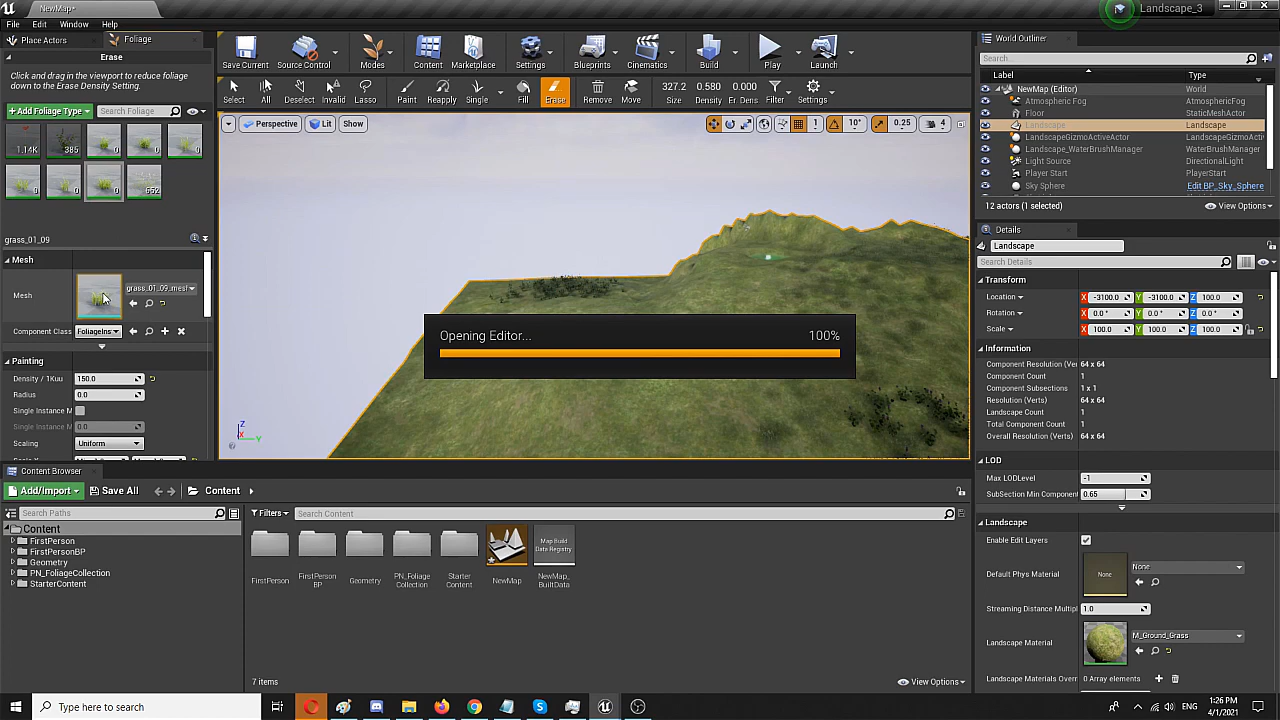 NewMap*
Landscape_3
File Edit Window Help
Place Actors
Foliage
Erase
Click and drag in the viewport to reduce foliage
down to the Erase Density Setting.
Add Foliage Type
Search Foliage
1.14K 385 0 0 0
0 0 0 652
grass_01_09
Mesh
Mesh
grass_01_09_mesh
Component Class
FoliageIns
Painting
Density / 1Kuu 150.0
Radius 0.0
Single Instance M
Single Instance M 0.0
Scaling Uniform
Save Current
Source Control
Modes
Content
Marketplace
Settings
Blueprints
Cinematics
Build
Play
Launch
Select
All
Deselect
Invalid
Lasso
Paint
Reapply
Single
Fill
Erase
Remove
Move
327.2
Size
0.580
Density
0.000
Er. Dens
Filter
Settings
Perspective
Lit
Show
1
10°
0.25
4
Opening Editor... 100%
Z
X
Y
World Outliner
Search...
Label Type
NewMap (Editor) World
Atmospheric Fog AtmosphericFog
Floor StaticMeshActor
Landscape Landscape
LandscapeGizmoActiveActor LandscapeGizmoActi
Landscape_WaterBrushManager WaterBrushManager
Light Source DirectionalLight
Player Start PlayerStart
Sky Sphere Edit BP_Sky_Sphere
12 actors (1 selected)
View Options
Details
Landscape
Search Details
Transform
Location X -3100.0 Y -3100.0 Z 100.0
Rotation X 0.0 ° Y 0.0 ° Z 0.0 °
Scale X 100.0 Y 100.0 Z 100.0
Information
Component Resolution (Ver 64 x 64
Component Count 1
Component Subsections 1 x 1
Resolution (Verts) 64 x 64
Landscape Count 1
Total Component Count 1
Overall Resolution (Verts) 64 x 64
LOD
Max LODLevel -1
SubSection Min Component 0.65
Landscape
Enable Edit Layers
Default Phys Material
None
None
Streaming Distance Multipl 1.0
Landscape Material
M_Ground_Grass
Landscape Materials Overr 0 Array elements
Content Browser
Add/Import
Save All
Content
Search Paths
Filters
Search Content
Content
FirstPerson
FirstPersonBP
Geometry
PN_FoliageCollection
StarterContent
FirstPerson
FirstPerson
BP
Geometry
PN_Foliage
Collection
Starter
Content
NewMap
Map Build
Data Registry
NewMap_
BuiltData
7 items
View Options
Type here to search
1:26 PM
4/1/2021